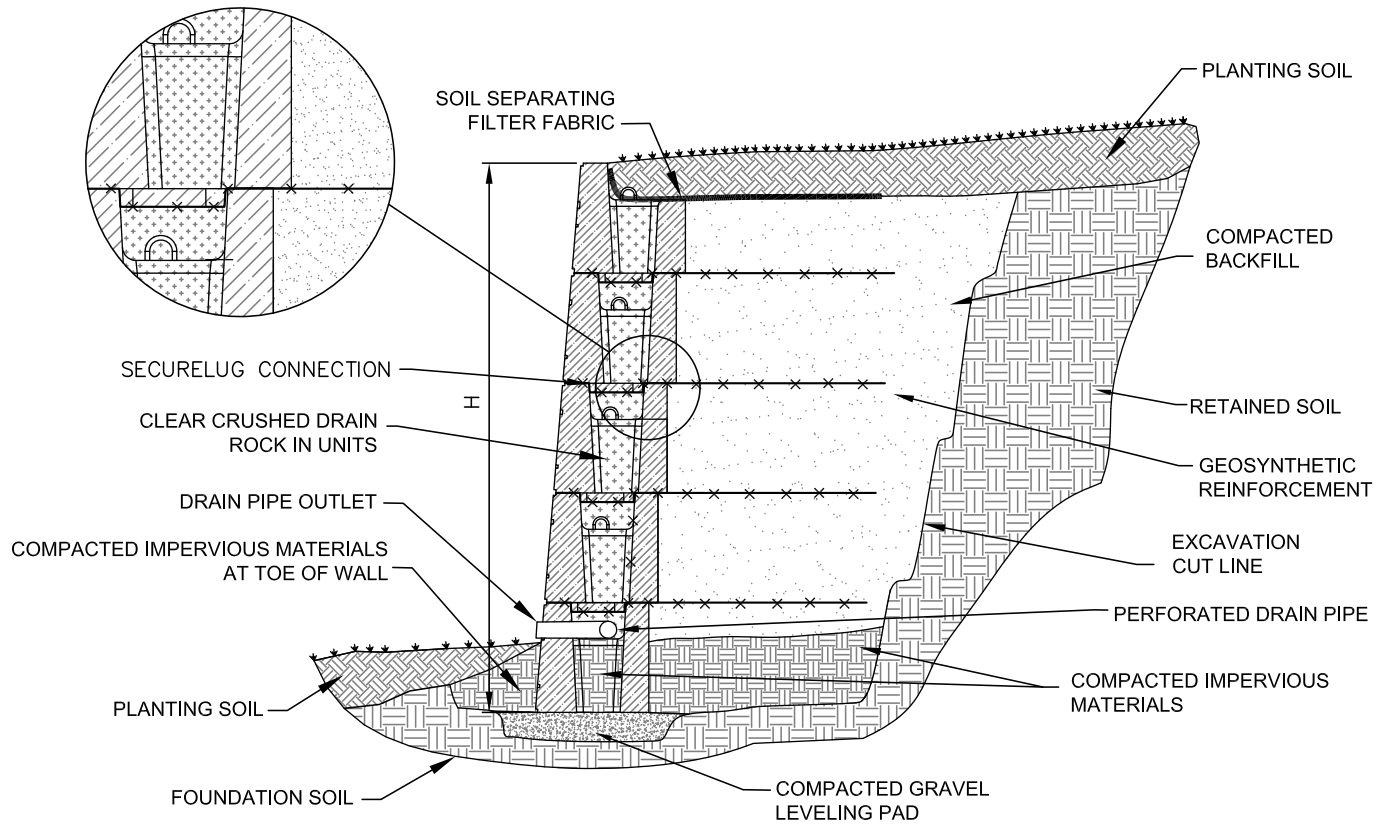 PLANTING SOIL
SOIL SEPARATING
FILTER FABRIC
COMPACTED
BACKFILL
SECURELUG CONNECTION
H
CLEAR CRUSHED DRAIN
ROCK IN UNITS
RETAINED SOIL
GEOSYNTHETIC
REINFORCEMENT
DRAIN PIPE OUTLET
COMPACTED IMPERVIOUS MATERIALS
AT TOE OF WALL
EXCAVATION
CUT LINE
PERFORATED DRAIN PIPE
PLANTING SOIL
COMPACTED IMPERVIOUS
MATERIALS
FOUNDATION SOIL
COMPACTED GRAVEL
LEVELING PAD